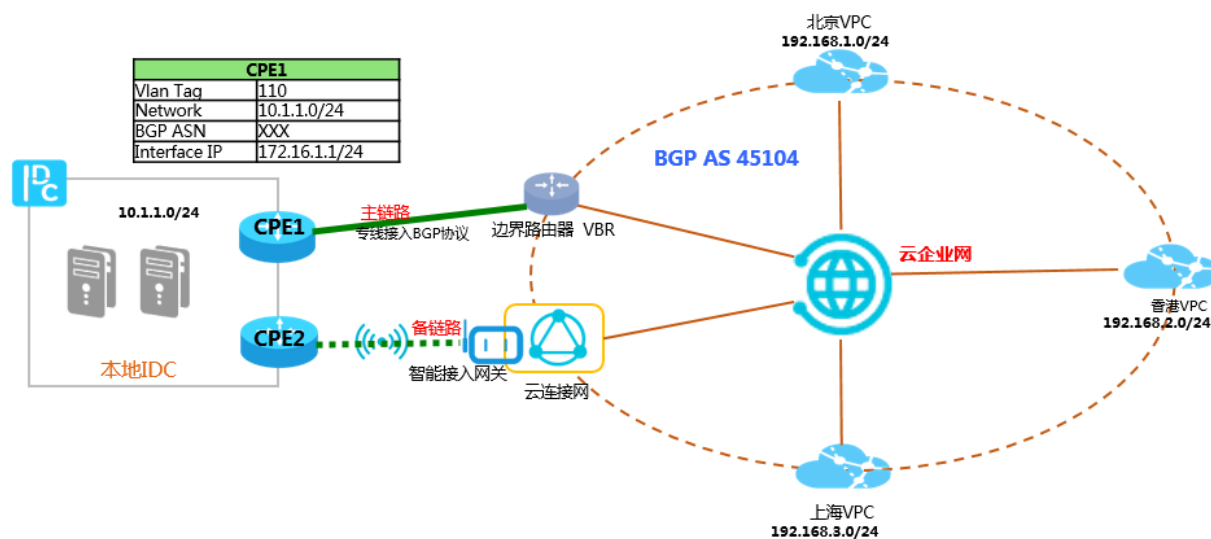 北京VPC
192.168.1.0/24
CPE1
Vlan Tag 110
Network 10.1.1.0/24
BGP ASN XXX
Interface IP 172.16.1.1/24
BGP AS 45104
IDC
10.1.1.0/24
CPE1
主链路
专线接入BGP协议
边界路由器 VBR
云企业网
香港VPC
192.168.2.0/24
CPE2
备链路
智能接入网关
云连接网
本地IDC
上海VPC
192.168.3.0/24